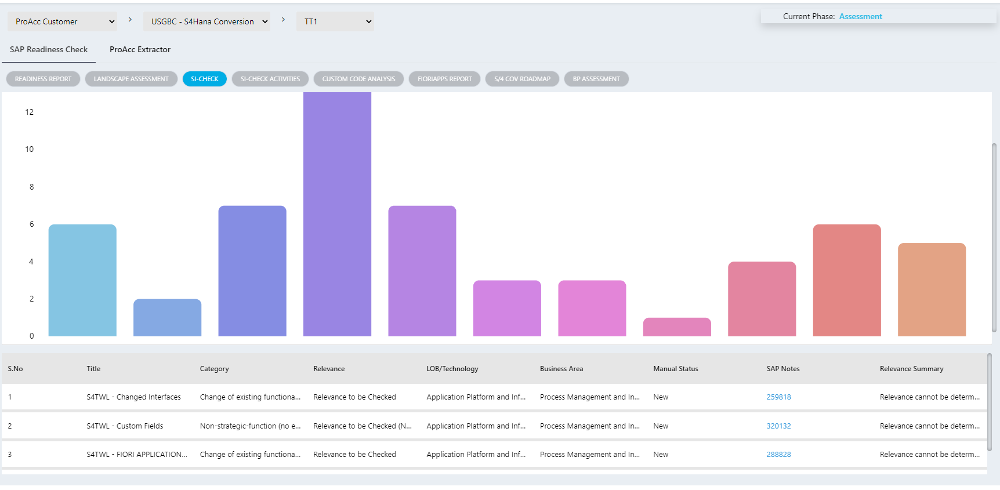 ProAcc Customer > USGBC - S4Hana Conversion > TT1 Current Phase: Assessment
SAP Readiness Check ProAcc Extractor
READINESS REPORT LANDSCAPE ASSESSMENT SI-CHECK SI-CHECK ACTIVITIES CUSTOM CODE ANALYSIS FIORIAPPS REPORT S/4 COV ROADMAP BP ASSESSMENT
12
10
8
6
4
2
0
S.No Title Category Relevance LOB/Technology Business Area Manual Status SAP Notes Relevance Summary
1 S4TWL - Changed Interfaces Change of existing functiona... Relevance to be Checked Application Platform and Inf... Process Management and In... New 259818 Relevance cannot be determ...
2 S4TWL - Custom Fields Non-strategic-function (no e... Relevance to be Checked (N... Application Platform and Inf... Process Management and In... New 320132 Relevance cannot be determ...
3 S4TWL - FIORI APPLICATION... Change of existing functiona... Relevance to be Checked Application Platform and Inf... Process Management and In... New 288828 Relevance cannot be determ...